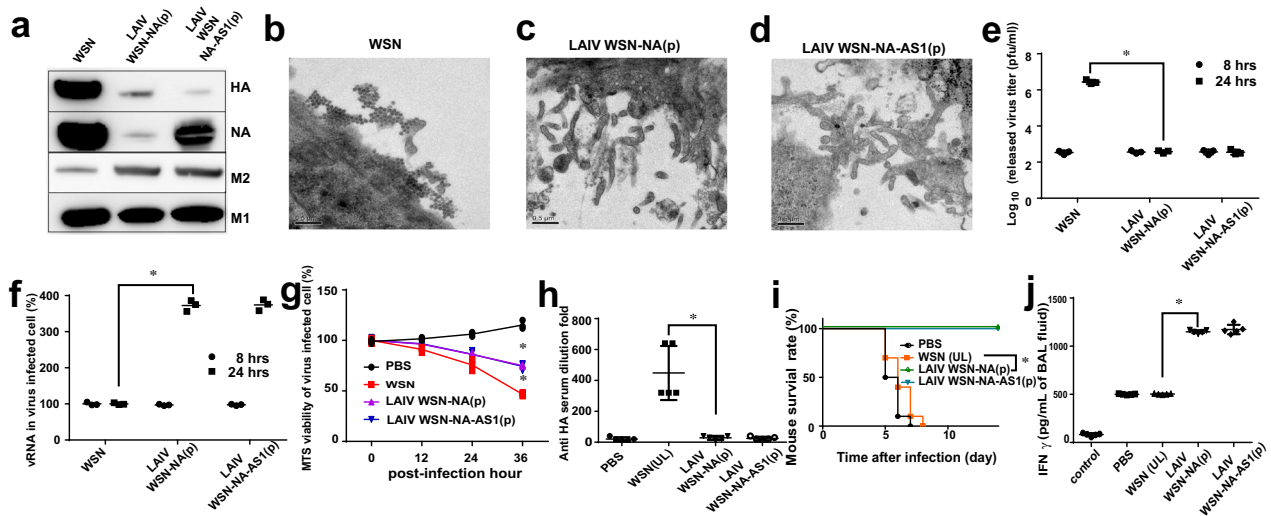 a
WSN
LAIV
WSN-NA(p)
LAIV
WSN
NA-AS1(p)
HA
NA
M2
M1
b
WSN
c
LAIV WSN-NA(p)
0.5 μm
d
LAIV WSN-NA-AS1(p)
e
Log10 (released virus titer (pfu/ml))
8
6
4
2
0
*
8 hrs
24 hrs
WSN
LAIV
WSN-NA(p)
LAIV
WSN-NA-AS1(p)
f
vRNA in virus infected cell (%)
400
300
200
100
0
*
8 hrs
24 hrs
WSN
LAIV
WSN-NA(p)
LAIV
WSN-NA-AS1(p)
g
MTS viability of virus infected cell (%)
150
100
50
0
*
*
PBS
WSN
LAIV WSN-NA(p)
LAIV WSN-NA-AS1(p)
0
12
24
36
post-infection hour
h
Anti HA serum dilution fold
800
600
400
200
0
*
PBS
WSN(UL)
LAIV
WSN-NA(p)
LAIV
WSN-NA-AS1(p)
i
Mouse survival rate (%)
100
50
0
PBS
WSN (UL)
LAIV WSN-NA(p)
LAIV WSN-NA-AS1(p)
*
0
5
10
Time after infection (day)
j
IFN γ (pg/mL of BAL fluid))
1500
1000
500
0
*
control
PBS
WSN (UL)
LAIV
WSN-NA(p)
LAIV
WSN-NA-AS1(p)